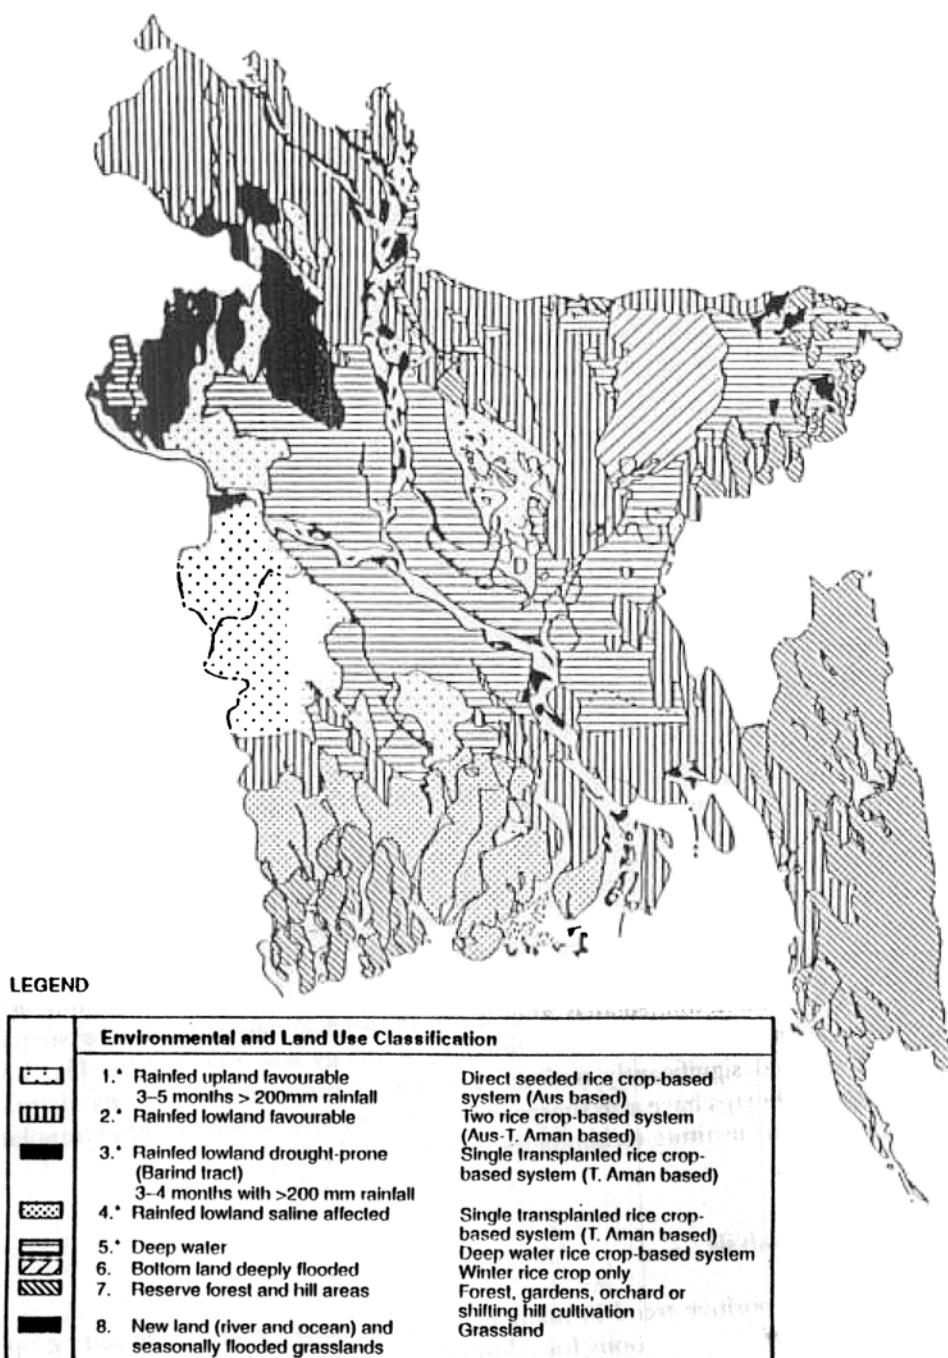 D
LEGEND
Environmental and Land Use Classification
1.* Rainfed upland favourable
3–5 months > 200mm rainfall
Direct seeded rice crop-based
system (Aus based)
2.* Rainfed lowland favourable
Two rice crop-based system
(Aus-T. Aman based)
3.* Rainfed lowland drought-prone
(Barind tract)
3–4 months with >200 mm rainfall
Single transplanted rice crop-
based system (T. Aman based)
4.* Rainfed lowland saline affected
Single transplanted rice crop-
based system (T. Aman based)
5.* Deep water
Deep water rice crop-based system
6. Bottom land deeply flooded
Winter rice crop only
7. Reserve forest and hill areas
Forest, gardens, orchard or
shifting hill cultivation
8. New land (river and ocean) and
seasonally flooded grasslands
Grassland